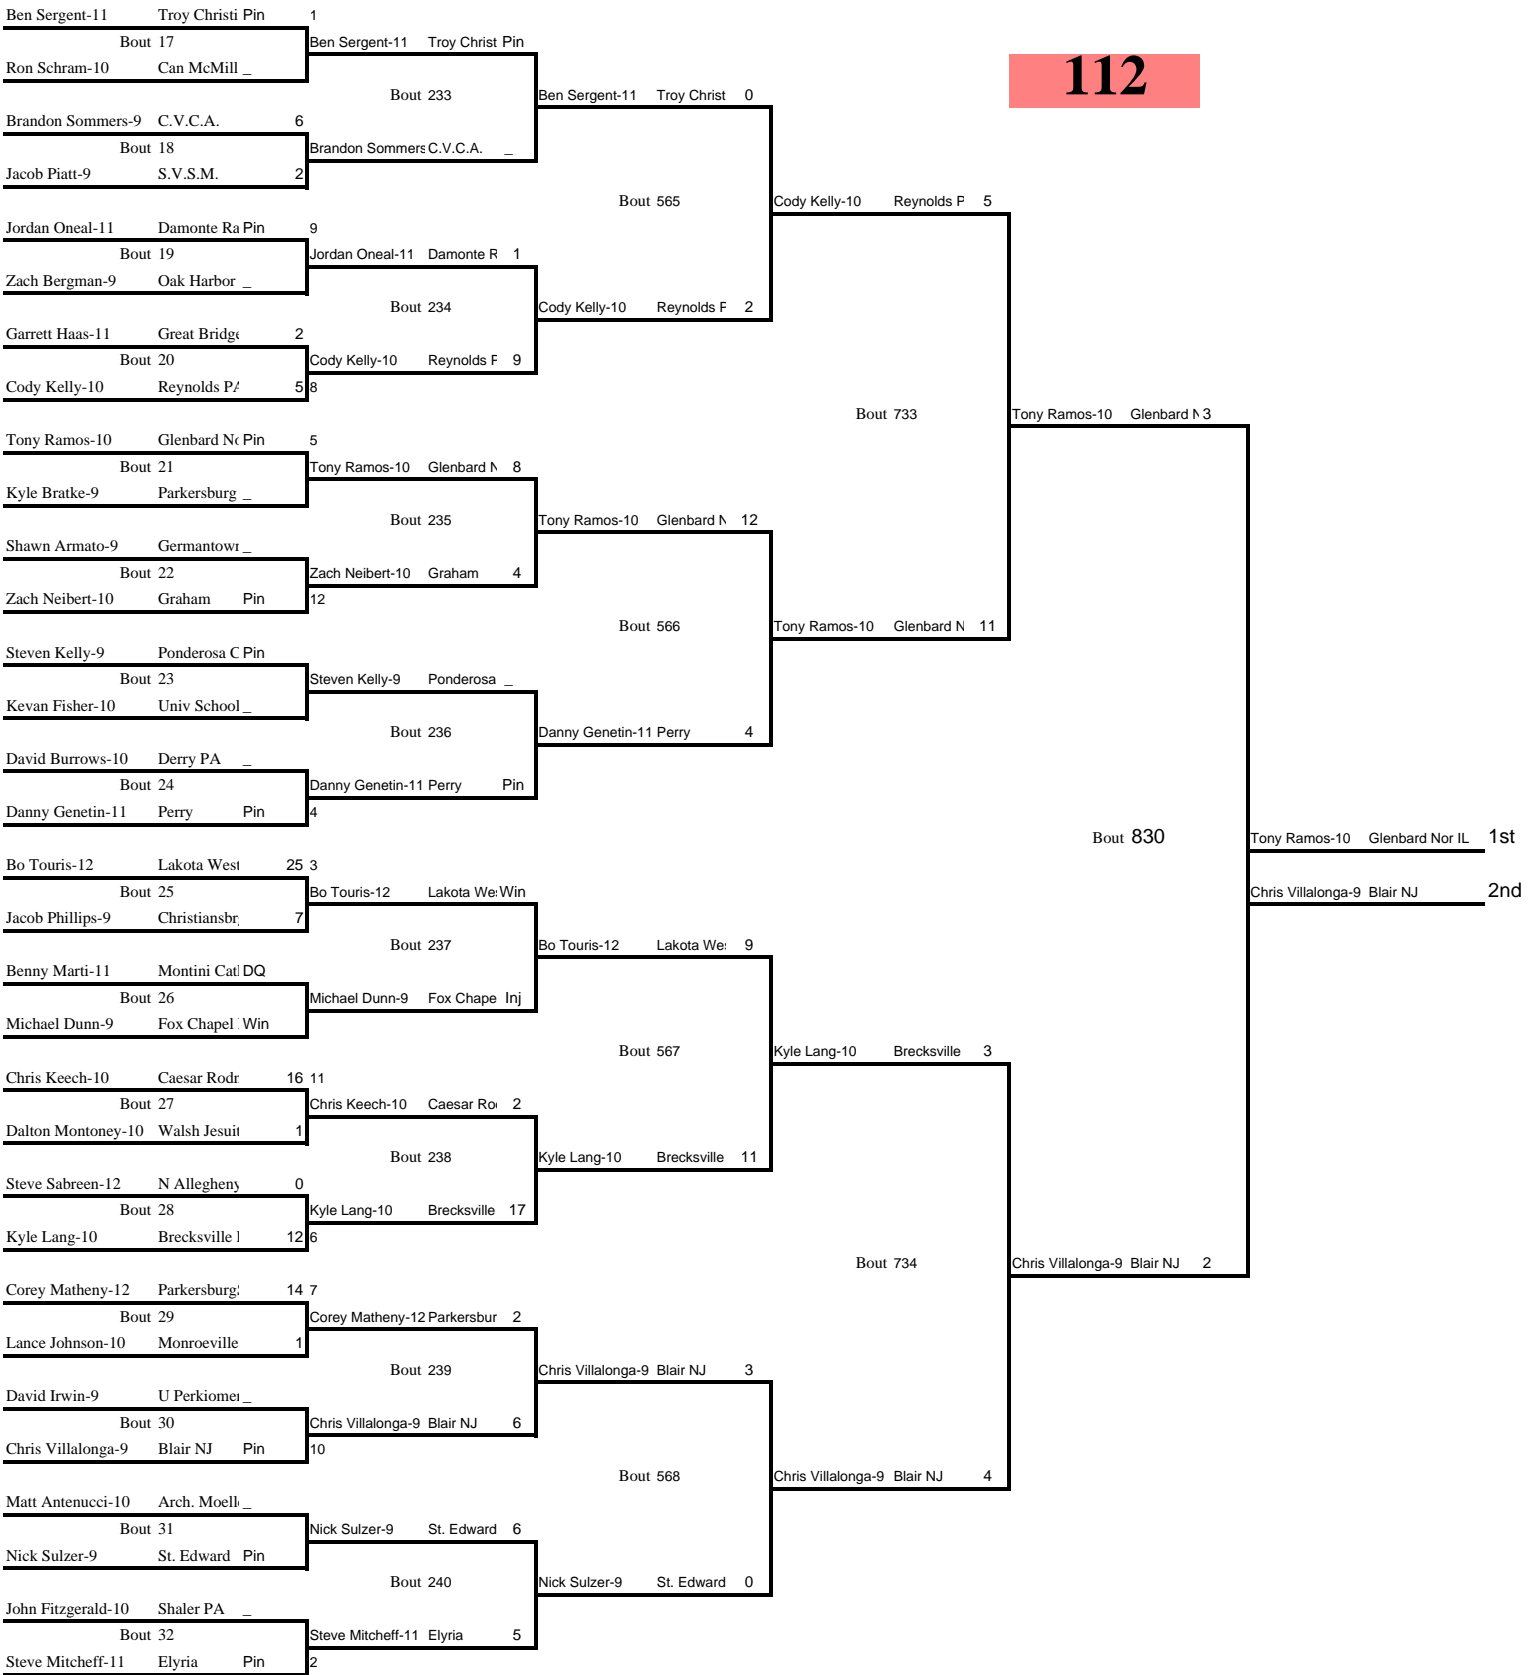 Ben Sergent-11 Troy Christi Pin 1
Bout 17
Ben Sergent-11 Troy Christ Pin
Ron Schram-10 Can McMill _
112
Bout 233
Ben Sergent-11 Troy Christ 0
Brandon Sommers-9 C.V.C.A. 6
Bout 18
Brandon Sommers C.V.C.A. _
Jacob Piatt-9 S.V.S.M. 2
Bout 565
Cody Kelly-10 Reynolds P 5
Jordan Oneal-11 Damonte Ra Pin 9
Bout 19
Jordan Oneal-11 Damonte R 1
Zach Bergman-9 Oak Harbor _
Bout 234
Cody Kelly-10 Reynolds P 2
Garrett Haas-11 Great Bridge 2
Bout 20
Cody Kelly-10 Reynolds P 9
Cody Kelly-10 Reynolds PA 5 8
Bout 733
Tony Ramos-10 Glenbard N 3
Tony Ramos-10 Glenbard No Pin 5
Bout 21
Tony Ramos-10 Glenbard N 8
Kyle Bratke-9 Parkersburg _
Bout 235
Tony Ramos-10 Glenbard N 12
Shawn Armato-9 Germantown _
Bout 22
Zach Neibert-10 Graham 4
Zach Neibert-10 Graham Pin 12
Bout 566
Tony Ramos-10 Glenbard N 11
Steven Kelly-9 Ponderosa C Pin
Bout 23
Steven Kelly-9 Ponderosa _
Kevan Fisher-10 Univ School _
Bout 236
Danny Genetin-11 Perry 4
David Burrows-10 Derry PA _
Bout 24
Danny Genetin-11 Perry Pin
Danny Genetin-11 Perry Pin 4
Bout 830
Tony Ramos-10 Glenbard Nor IL 1st
Bo Touris-12 Lakota West 25 3
Bout 25
Bo Touris-12 Lakota We Win
Chris Villalonga-9 Blair NJ 2nd
Jacob Phillips-9 Christiansbr 7
Bout 237
Bo Touris-12 Lakota We 9
Benny Marti-11 Montini Cat DQ
Bout 26
Michael Dunn-9 Fox Chape Inj
Michael Dunn-9 Fox Chapel Win
Bout 567
Kyle Lang-10 Brecksville 3
Chris Keech-10 Caesar Rodn 16 11
Bout 27
Chris Keech-10 Caesar Ro 2
Dalton Montoney-10 Walsh Jesuit 1
Bout 238
Kyle Lang-10 Brecksville 11
Steve Sabreen-12 N Allegheny 0
Bout 28
Kyle Lang-10 Brecksville 17
Kyle Lang-10 Brecksville 12 6
Bout 734
Chris Villalonga-9 Blair NJ 2
Corey Matheny-12 Parkersburg 14 7
Bout 29
Corey Matheny-12 Parkersbur 2
Lance Johnson-10 Monroeville 1
Bout 239
Chris Villalonga-9 Blair NJ 3
David Irwin-9 U Perkiomen _
Bout 30
Chris Villalonga-9 Blair NJ 6
Chris Villalonga-9 Blair NJ Pin 10
Bout 568
Chris Villalonga-9 Blair NJ 4
Matt Antenucci-10 Arch. Moell _
Bout 31
Nick Sulzer-9 St. Edward 6
Nick Sulzer-9 St. Edward Pin
Bout 240
Nick Sulzer-9 St. Edward 0
John Fitzgerald-10 Shaler PA _
Bout 32
Steve Mitcheff-11 Elyria 5
Steve Mitcheff-11 Elyria Pin 2